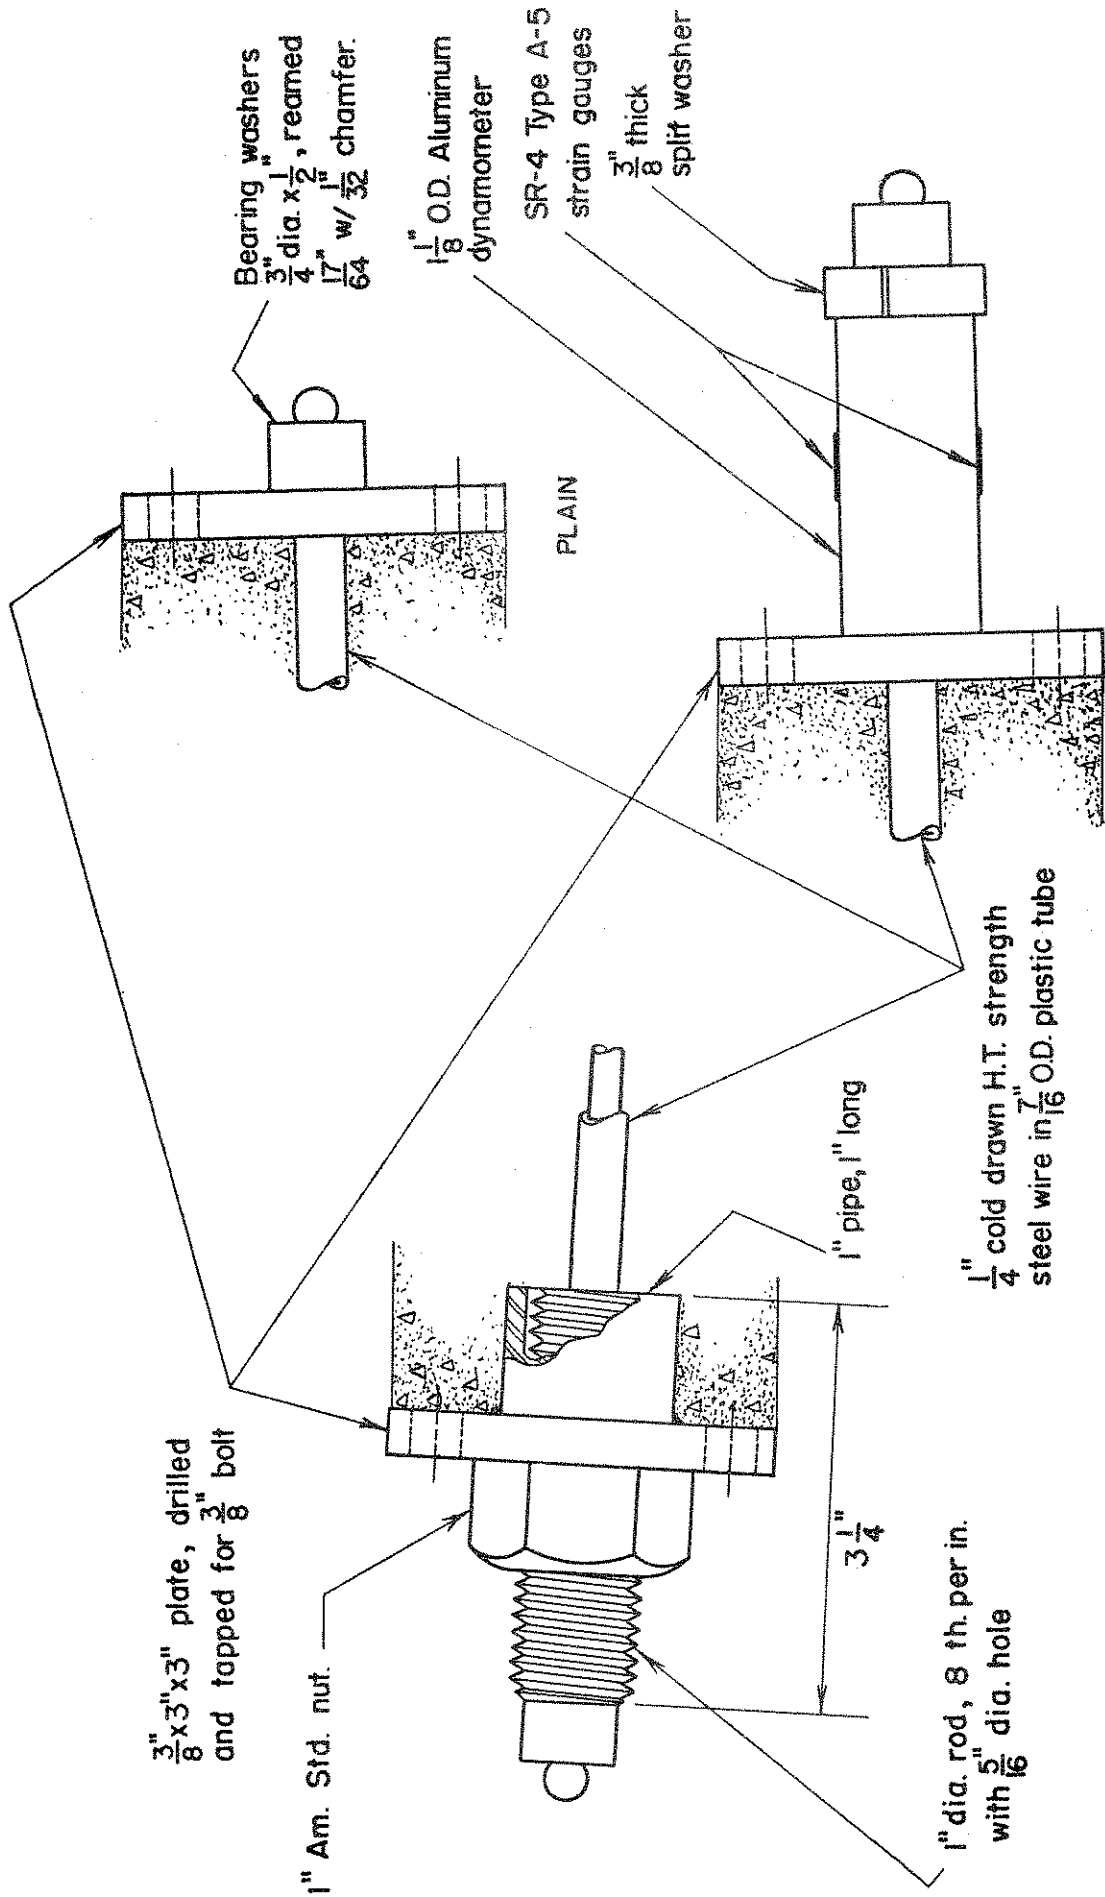 3/8"x3"x3" plate, drilled
and tapped for 3/8" bolt
1" Am. Std. nut.
1" dia. rod, 8 th. per in.
with 5/16" dia. hole
3 1/4"
1" pipe, 1" long
1/4" cold drawn H.T. strength
steel wire in 7/16" O.D. plastic tube
Bearing washers
3/4" dia. x 1/2", reamed
17/64" w/ 1/32" chamfer.
PLAIN
1 1/8" O.D. Aluminum
dynamometer
SR-4 Type A-5
strain gauges
3/8" thick
split washer